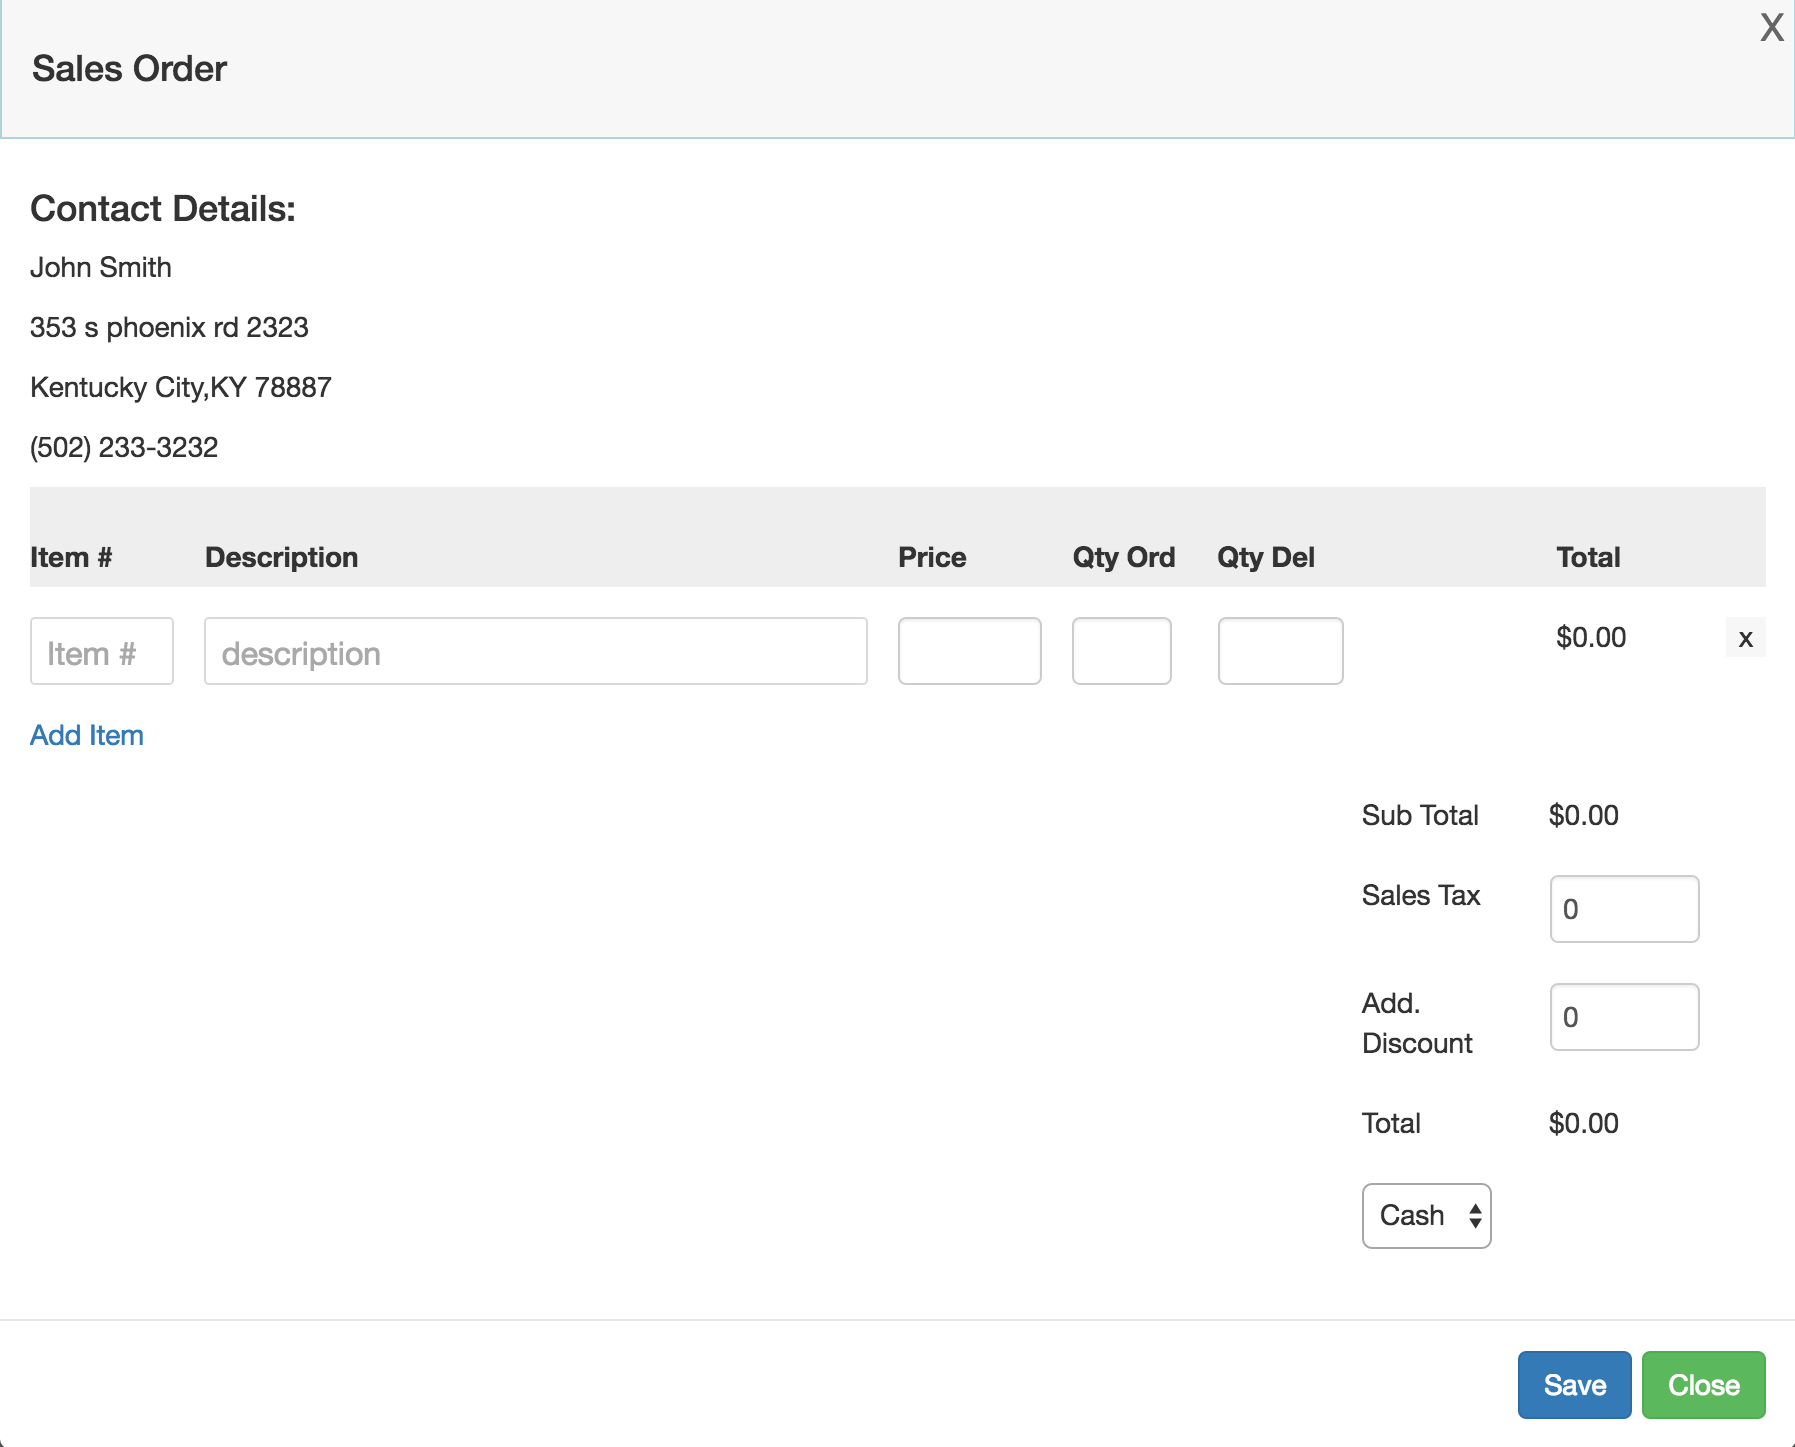 X
Sales Order
Contact Details:
John Smith
353 s phoenix rd 2323
Kentucky City,KY 78887
(502) 233-3232
Item # Description Price Qty Ord Qty Del Total
Item # description $0.00 x
Add Item
Sub Total $0.00
Sales Tax 0
Add. Discount 0
Total $0.00
Cash
Save Close